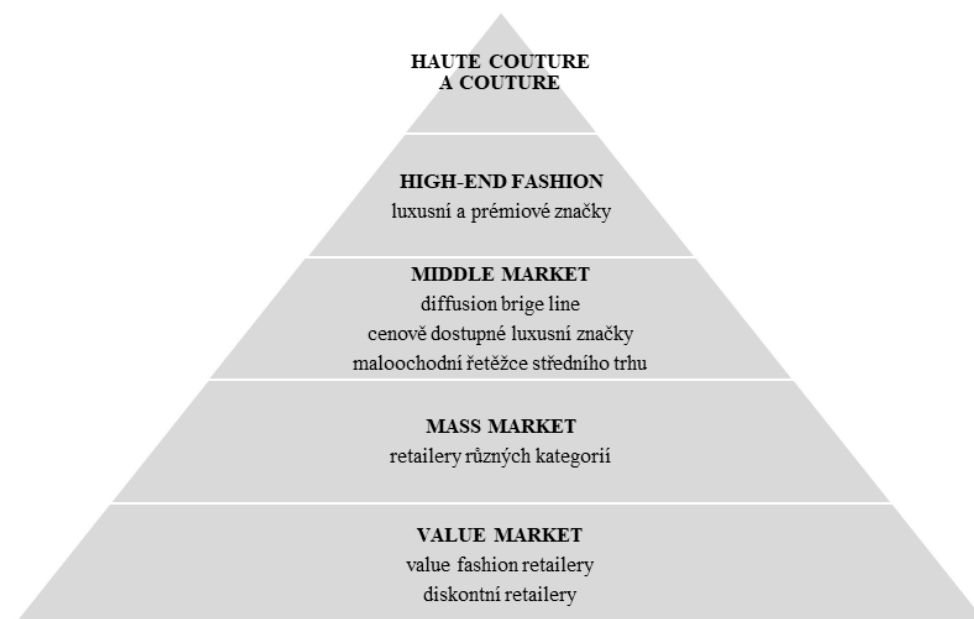 HAUTE COUTURE
A COUTURE
HIGH-END FASHION
luxusní a prémiové značky
MIDDLE MARKET
diffusion brige line
cenově dostupné luxusní značky
maloochodní řetěžce středního trhu
MASS MARKET
retailery různých kategorií
VALUE MARKET
value fashion retailery
diskontní retailery